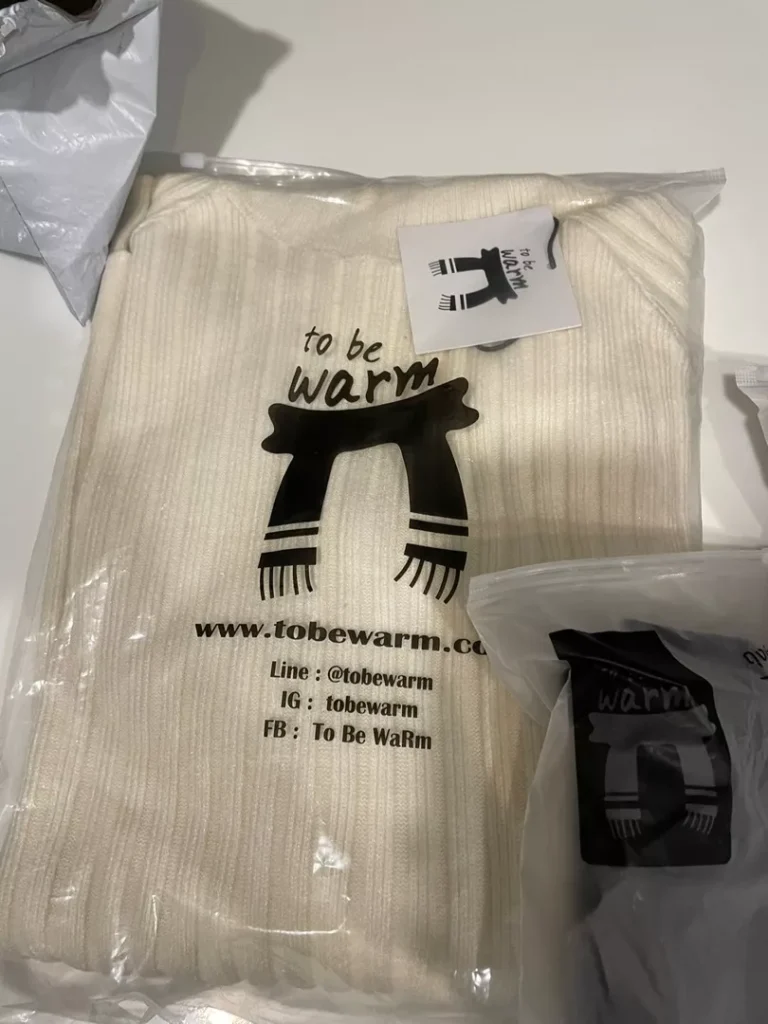 to be
warm
to be
warm
www.tobewarm.co
Line : @tobewarm
IG : tobewarm
FB : To Be WaRm
warm